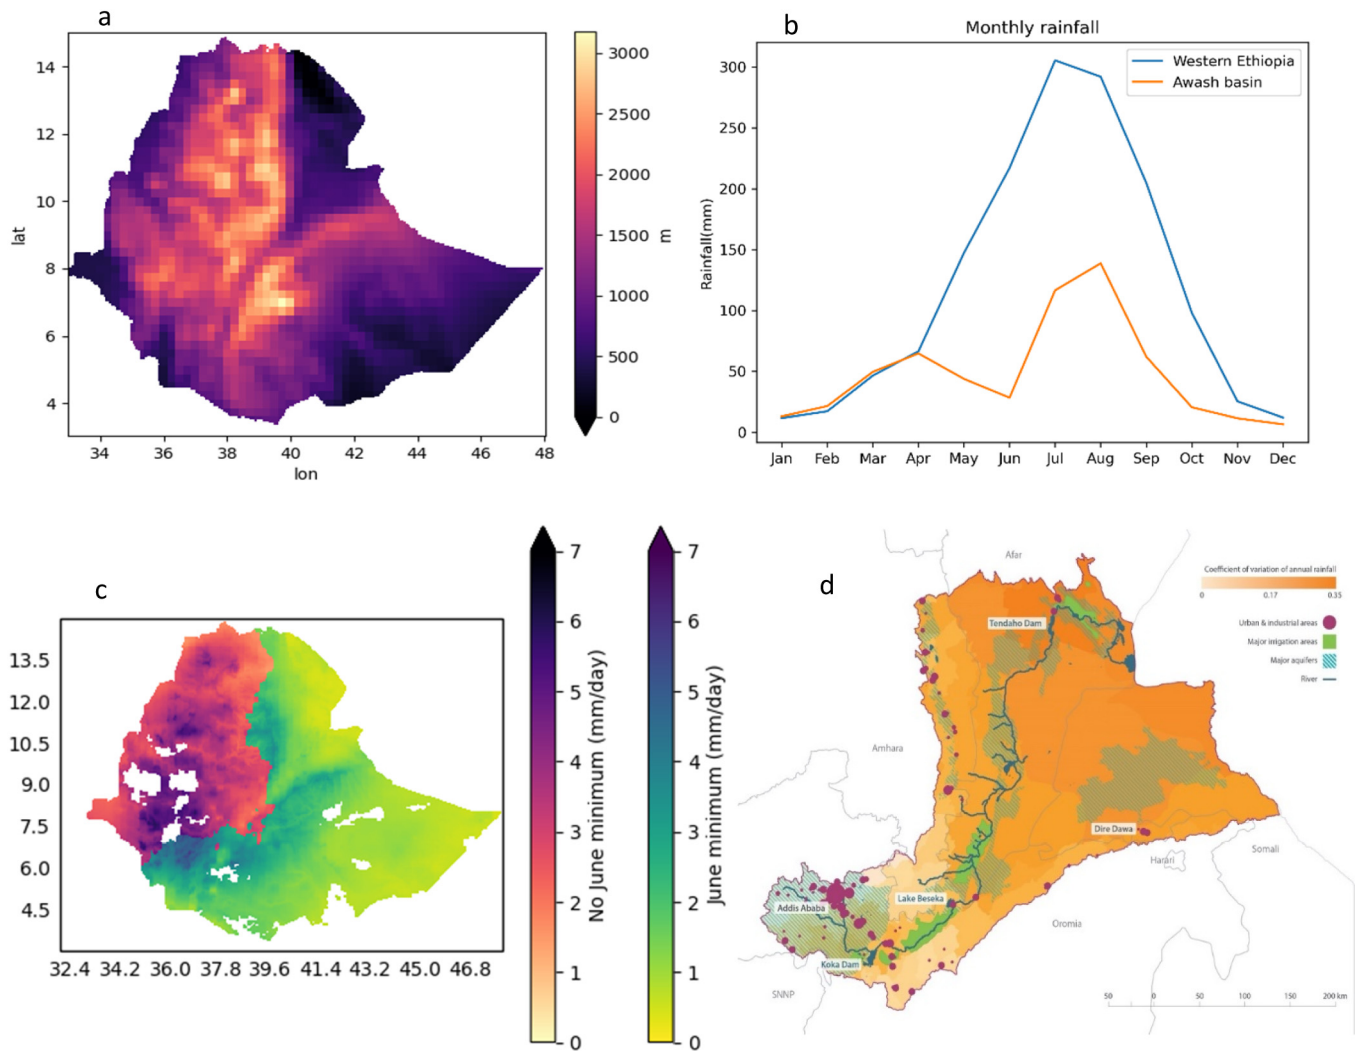 a
14
12
10
8
6
4
lat
34 36 38 40 42 44 46 48
lon
3000
2500
2000
1500
1000
500
0
m
b
Monthly rainfall
Western Ethiopia
Awash basin
300
250
200
150
100
50
0
Rainfall(mm)
Jan Feb Mar Apr May Jun Jul Aug Sep Oct Nov Dec
c
13.5
12.0
10.5
9.0
7.5
6.0
4.5
32.4 34.2 36.0 37.8 39.6 41.4 43.2 45.0 46.8
7
6
5
4
3
2
1
0
No June minimum (mm/day)
7
6
5
4
3
2
1
0
June minimum (mm/day)
d
Afar
Coefficient of variation of annual rainfall
0 0.17 0.35
Urban & industrial areas
Major irrigation areas
Major aquifers
River
Tendaho Dam
Amhara
Dire Dawa
Harari
Somali
Lake Beseka
Addis Ababa
Oromia
Koka Dam
SNNP
50 0 50 100 150 200 km